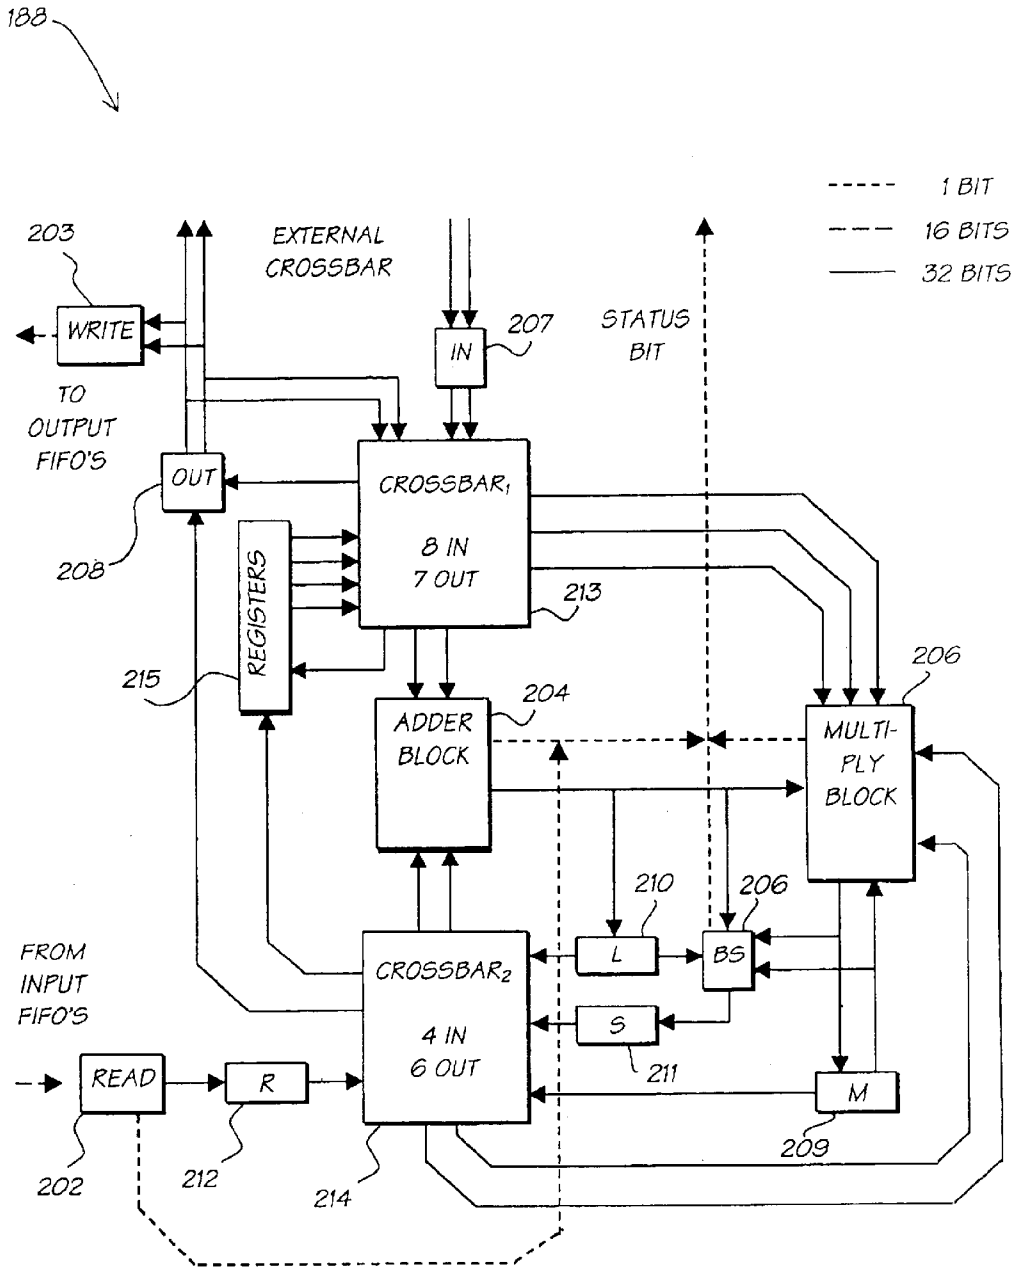 188
1 BIT
16 BITS
32 BITS
203
EXTERNAL
CROSSBAR
WRITE
207
IN
STATUS
BIT
TO
OUTPUT
FIFO'S
OUT
208
CROSSBAR₁
8 IN
7 OUT
213
REGISTERS
215
204
ADDER
BLOCK
206
MULTI-
PLY
BLOCK
210
206
L
BS
FROM
INPUT
FIFO'S
CROSSBAR₂
4 IN
6 OUT
S
211
READ
R
M
209
202
212
214